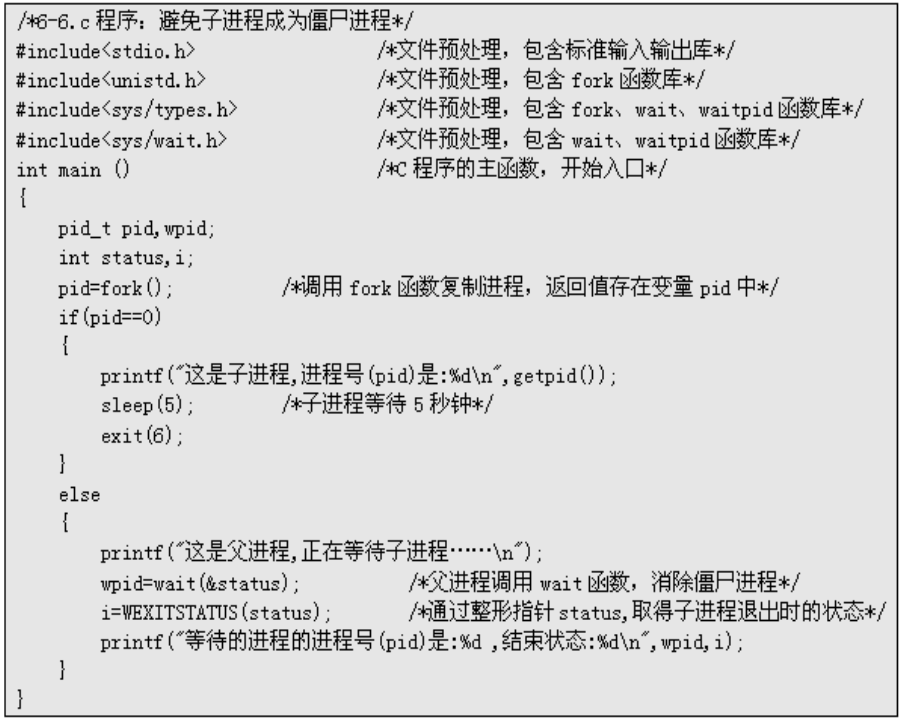 /*6-6.c 程序：避免子进程成为僵尸进程*/
#include<stdio.h> /*文件预处理，包含标准输入输出库*/
#include<unistd.h> /*文件预处理，包含 fork 函数库*/
#include<sys/types.h> /*文件预处理，包含 fork、wait、waitpid 函数库*/
#include<sys/wait.h> /*文件预处理，包含 wait、waitpid 函数库*/
int main () /*C 程序的主函数，开始入口*/
{
pid_t pid,wpid;
int status,i;
pid=fork(); /*调用 fork 函数复制进程，返回值存在变量 pid 中*/
if(pid==0)
{
printf("这是子进程,进程号(pid)是:%d\n",getpid());
sleep(5); /*子进程等待 5 秒钟*/
exit(6);
}
else
{
printf("这是父进程,正在等待子进程……\n");
wpid=wait(&status); /*父进程调用 wait 函数，消除僵尸进程*/
i=WEXITSTATUS(status); /*通过整形指针 status,取得子进程退出时的状态*/
printf("等待的进程的进程号(pid)是:%d ,结束状态:%d\n",wpid,i);
}
}